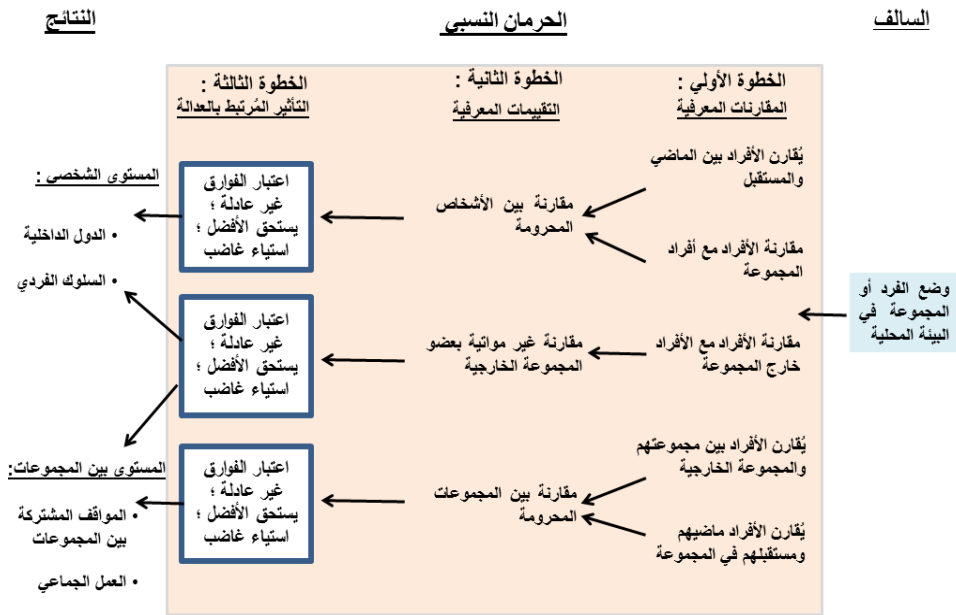 السالف
الحرمان النسبي
النتائج
وضع الفرد أو
المجموعة في
البيئة المحلية
الخطوة الأولي :
المقارنات المعرفية
يُقارن الأفراد بين الماضي
والمستقبل
مقارنة الأفراد مع أفراد
المجموعة
مقارنة الأفراد مع الأفراد
خارج المجموعة
يُقارن الأفراد بين مجموعتهم
والمجموعة الخارجية
يُقارن الأفراد ماضيهم
ومستقبلهم في المجموعة
الخطوة الثانية :
التقييمات المعرفية
مقارنة بين الأشخاص
المحرومة
مقارنة غير مواتية بعضو
المجموعة الخارجية
مقارنة بين المجموعات
المحرومة
الخطوة الثالثة :
التأثير المُرتبط بالعدالة
اعتبار الفوارق
غير عادلة ؛
يستحق الأفضل ؛
استياء غاضب
اعتبار الفوارق
غير عادلة ؛
يستحق الأفضل ؛
استياء غاضب
اعتبار الفوارق
غير عادلة ؛
يستحق الأفضل ؛
استياء غاضب
المستوى الشخصي :
• الدول الداخلية
• السلوك الفردي
المستوى بين المجموعات:
• المواقف المشتركة
بين المجموعات
• العمل الجماعي